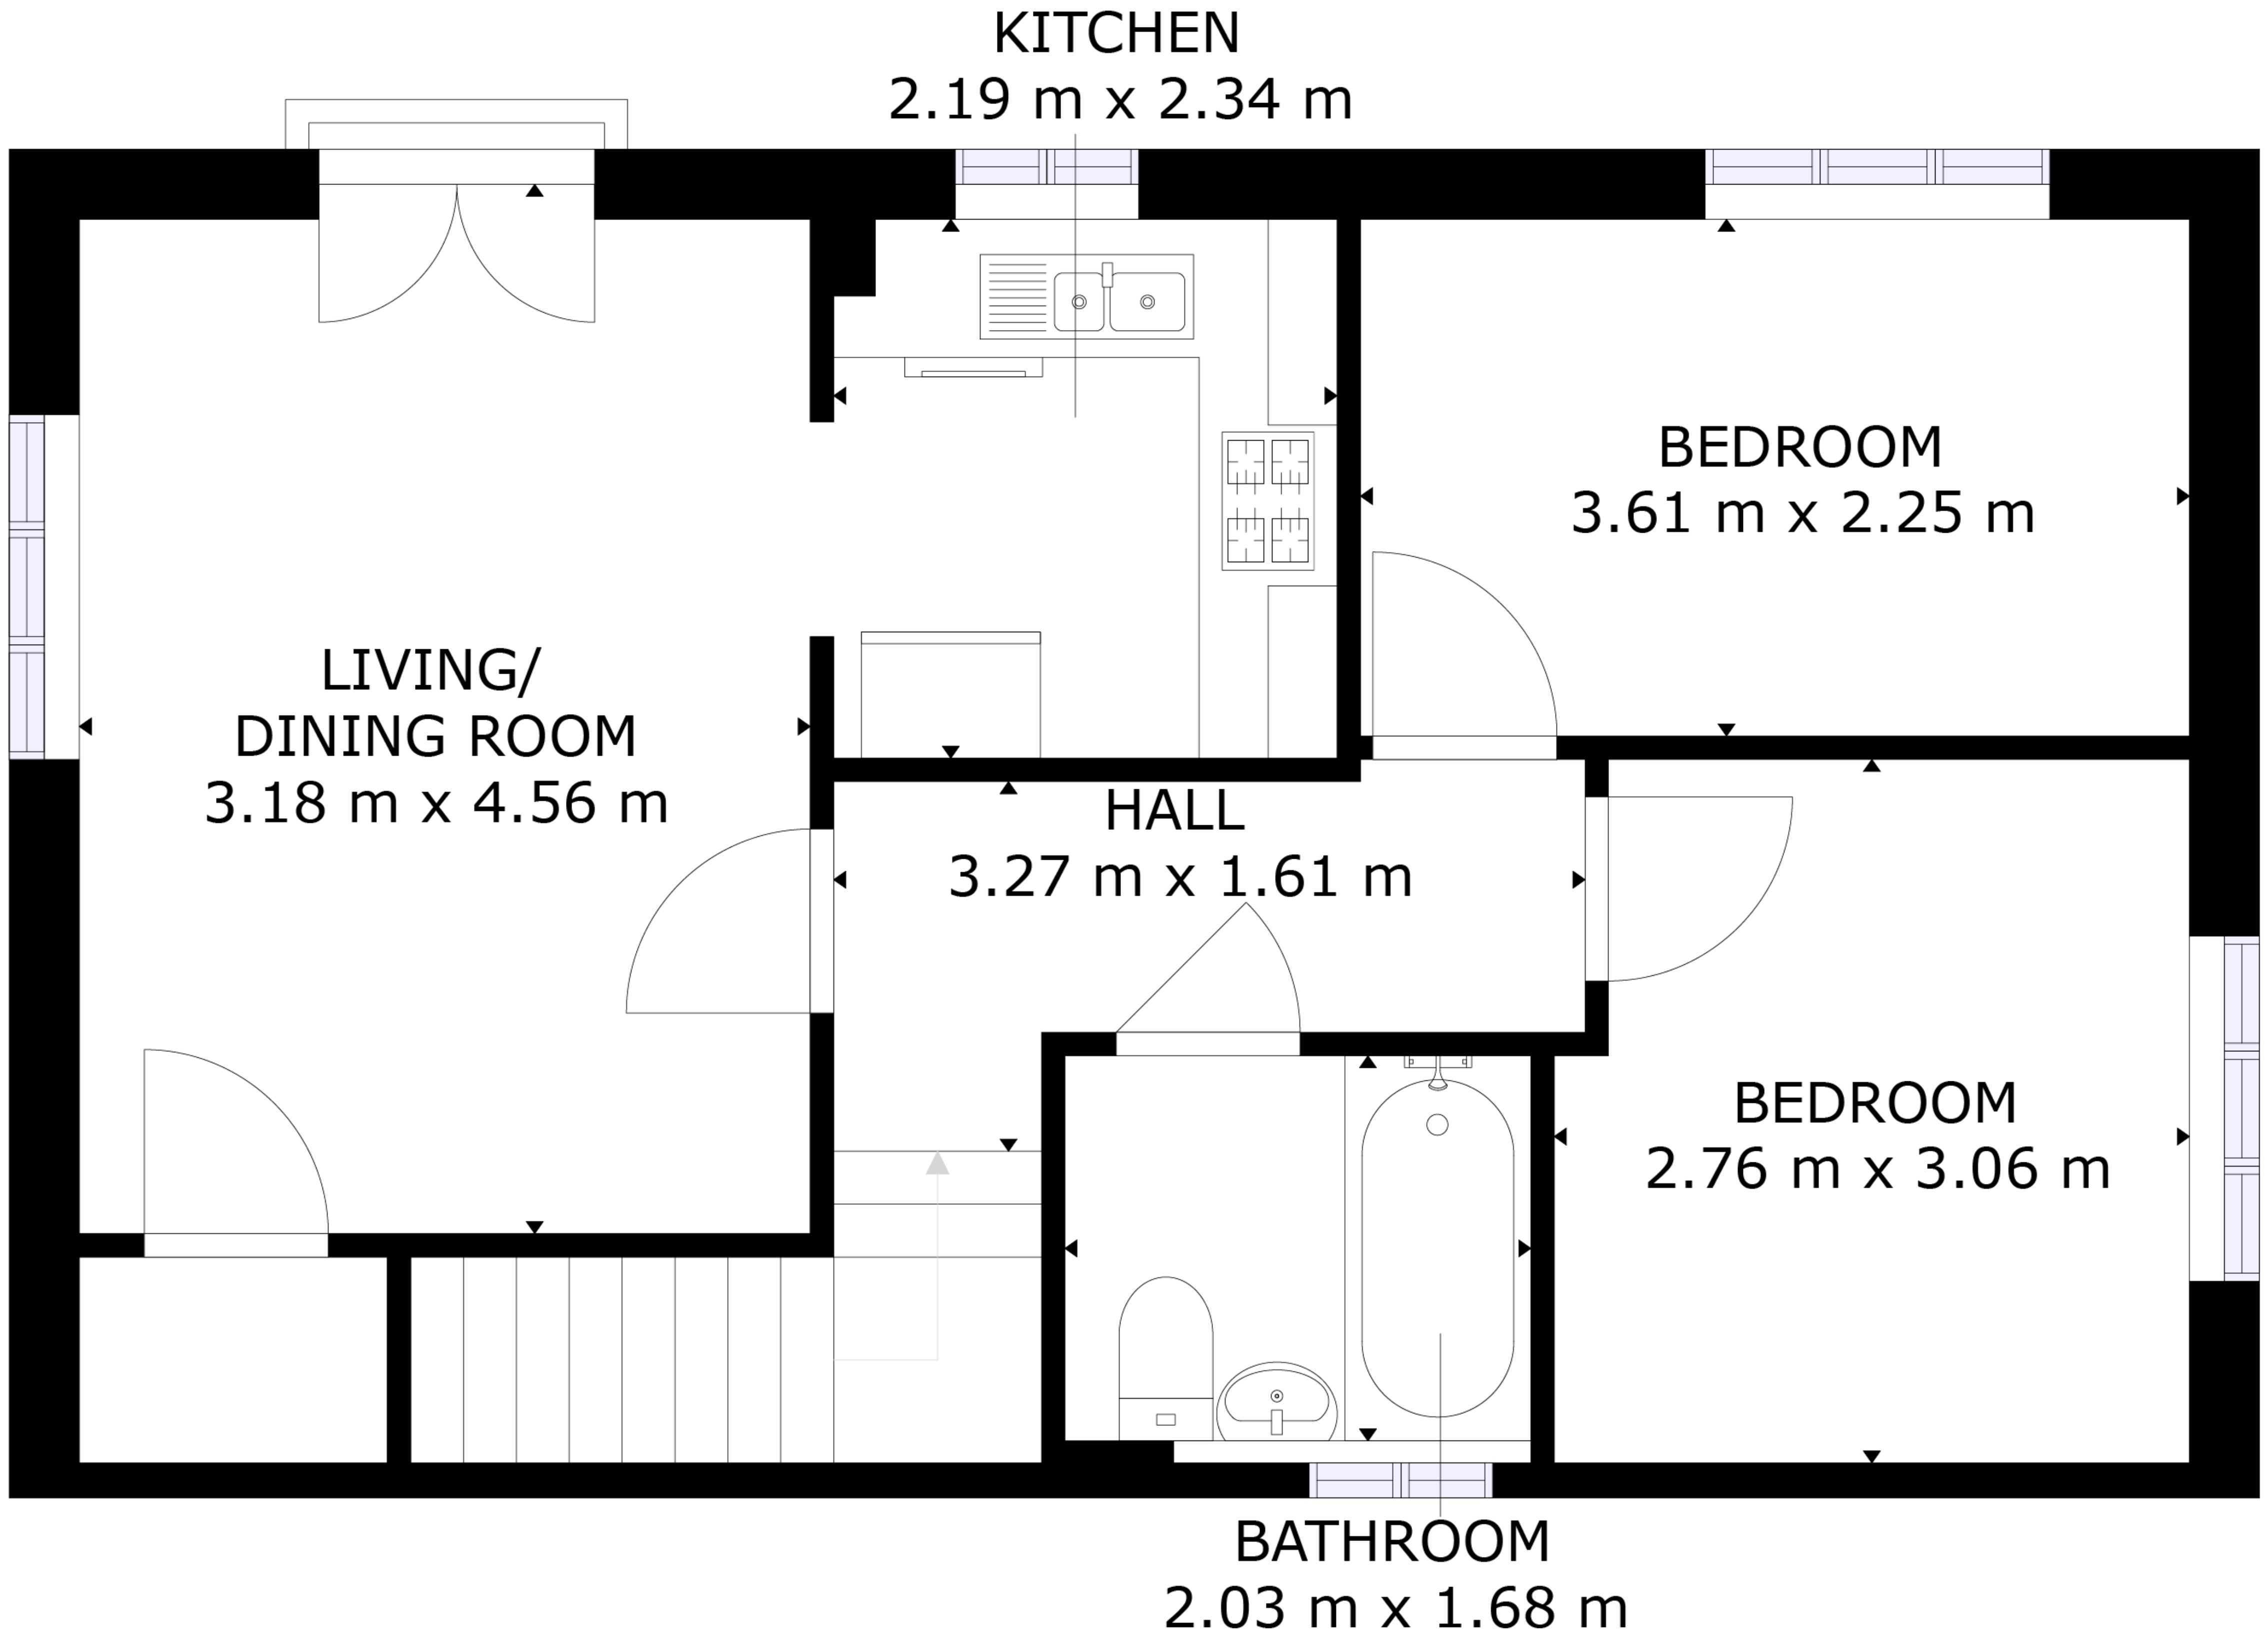 KITCHEN
2.19 m x 2.34 m
BEDROOM
3.61 m x 2.25 m
LIVING/
DINING ROOM
3.18 m x 4.56 m
HALL
3.27 m x 1.61 m
BEDROOM
2.76 m x 3.06 m
BATHROOM
2.03 m x 1.68 m